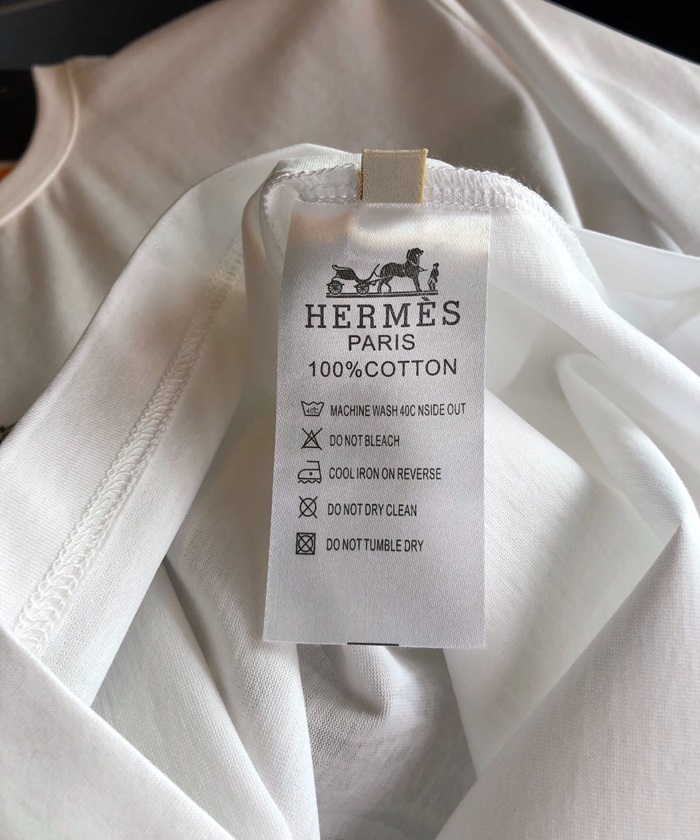 HERMÈS
PARIS
100%COTTON
40C
MACHINE WASH 40C NSIDE OUT
DO NOT BLEACH
COOL IRON ON REVERSE
DO NOT DRY CLEAN
DO NOT TUMBLE DRY